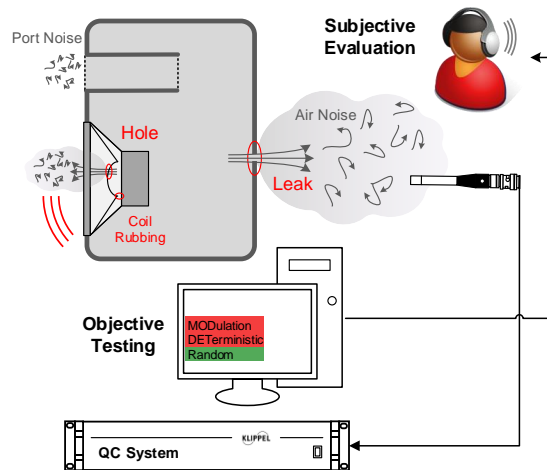 Subjective
Evaluation
Port Noise
Air Noise
Hole
Leak
Coil
Rubbing
Objective
Testing
MODulation
DETerministic
Random
KLIPPEL
QC System